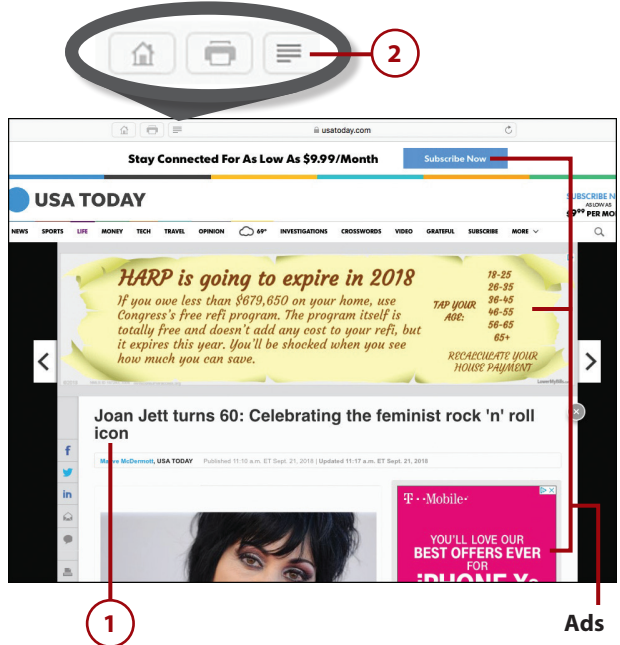 2
usatoday.com
Stay Connected For As Low As $9.99/Month
Subscribe Now
USA TODAY
SUBSCRIBE N
AS LOW AS
$9⁹⁹ PER MO
NEWS SPORTS LIFE MONEY TECH TRAVEL OPINION 69° INVESTIGATIONS CROSSWORDS VIDEO GRATEFUL SUBSCRIBE MORE
HARP is going to expire in 2018
If you owe less than $679,650 on your home, use
Congress's free refi program. The program itself is
totally free and doesn't add any cost to your refi, but
it expires this year. You'll be shocked when you see
how much you can save.
TAP YOUR
AGE:
18-25
26-35
36-45
46-55
56-65
65+
RECALCULATE YOUR
HOUSE PAYMENT
Joan Jett turns 60: Celebrating the feminist rock 'n' roll
icon
McDermott, USA TODAY Published 11:10 a.m. ET Sept. 21, 2018 | Updated 11:17 a.m. ET Sept. 21, 2018
f
in
T-Mobile
YOU'LL LOVE OUR
BEST OFFERS EVER
FOR
1
Ads